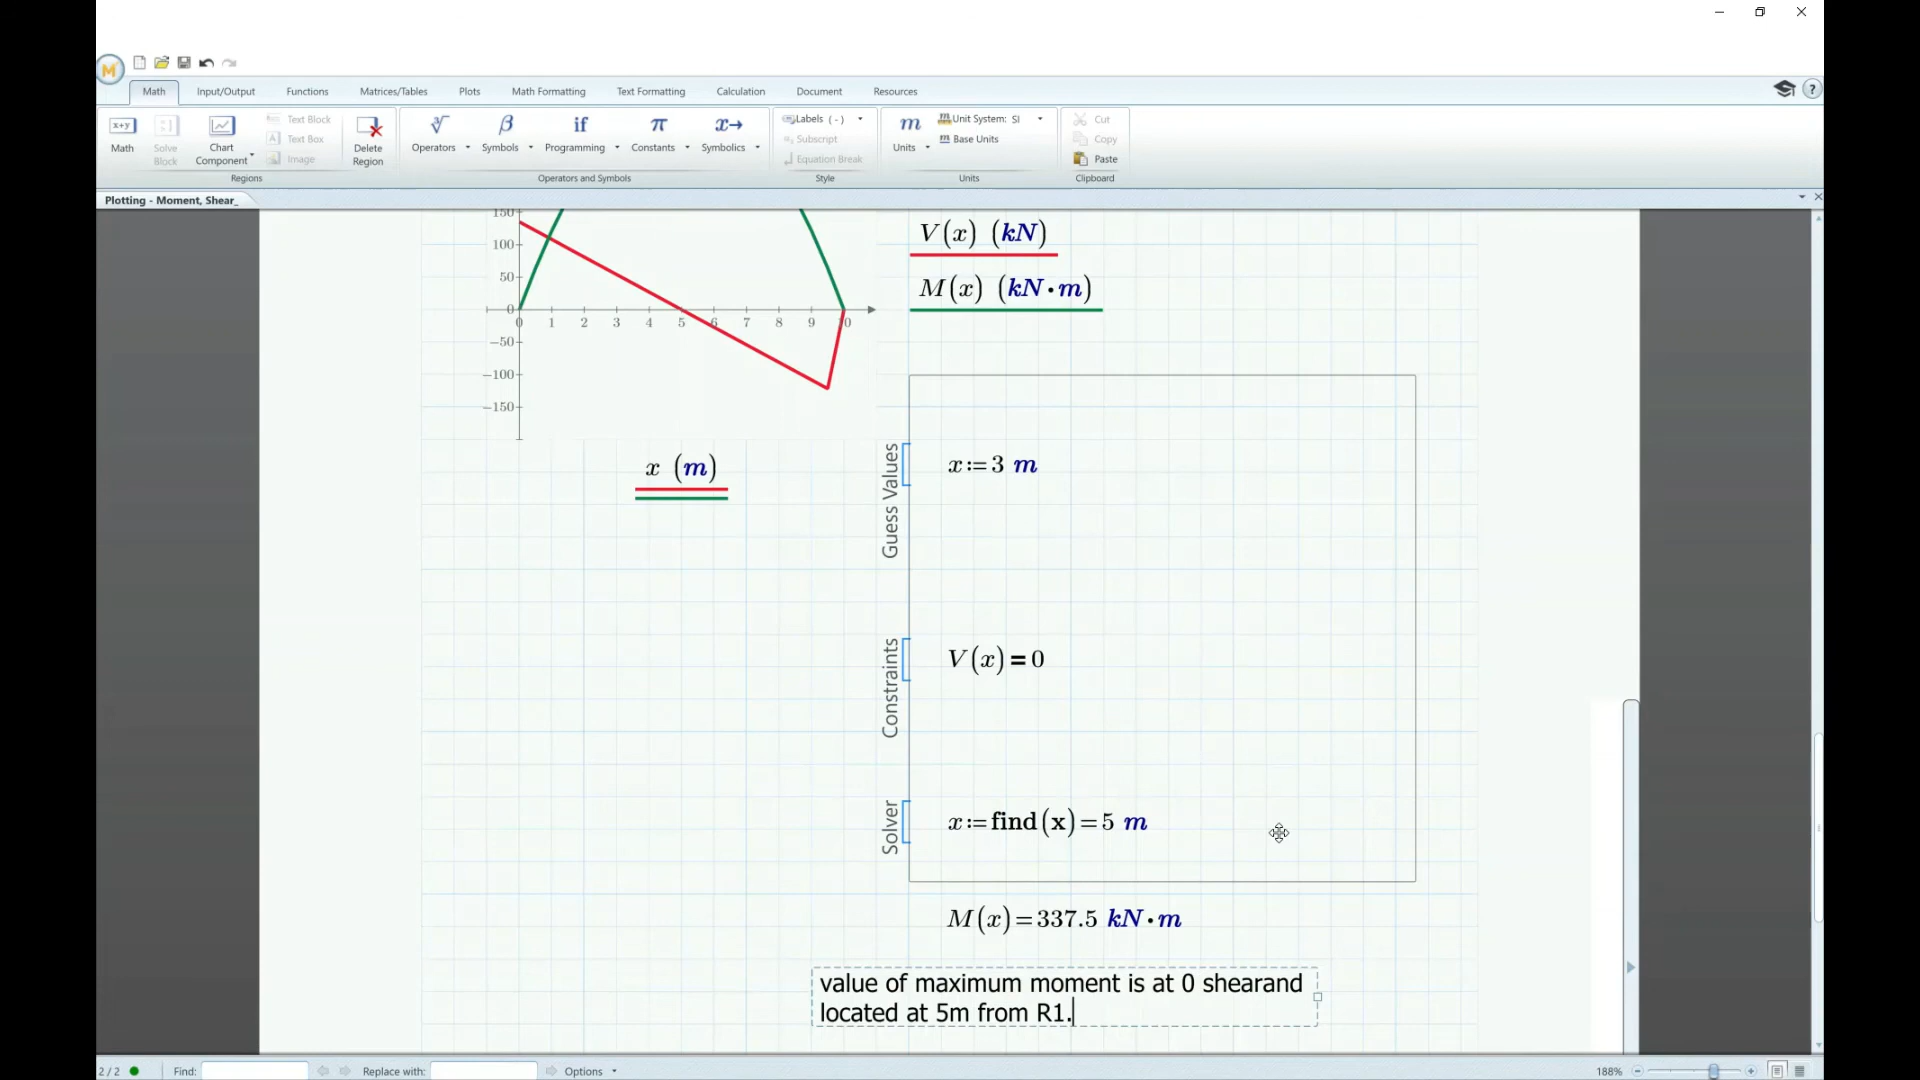 Math
Input/Output
Functions
Matrices/Tables
Plots
Math Formatting
Text Formatting
Calculation
Document
Resources
Math
Solve
Block
Chart
Component
Text Block
Text Box
Image
Delete
Region
Regions
Operators
Symbols
if
Programming
π
Constants
Symbolics
Operators and Symbols
Labels (-)
Subscript
Equation Break
Style
m
Units
Unit System: SI
Base Units
Units
Cut
Copy
Paste
Clipboard
Plotting - Moment, Shear_
150
100
50
0
−50
−100
−150
0 1 2 3 4 5 6 7 8 9 10
x (m)
V(x) (kN)
M(x) (kN·m)
Guess Values
x:=3 m
Constraints
V(x)=0
Solver
x:=find(x)=5 m
M(x)=337.5 kN·m
value of maximum moment is at 0 shearand
located at 5m from R1.
2 / 2
Find:
Replace with:
Options
188%